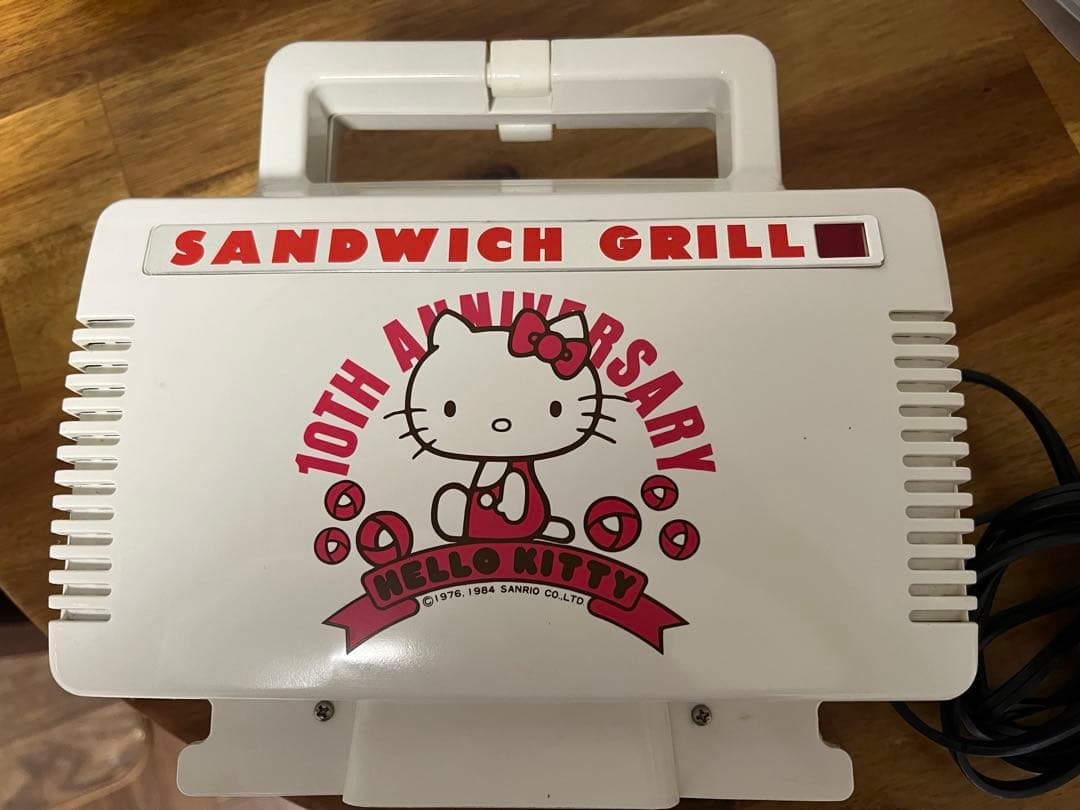 SANDWICH GRILL
10TH ANNIVERSARY
HELLO KITTY
©1976, 1984 SANRIO CO.,LTD.